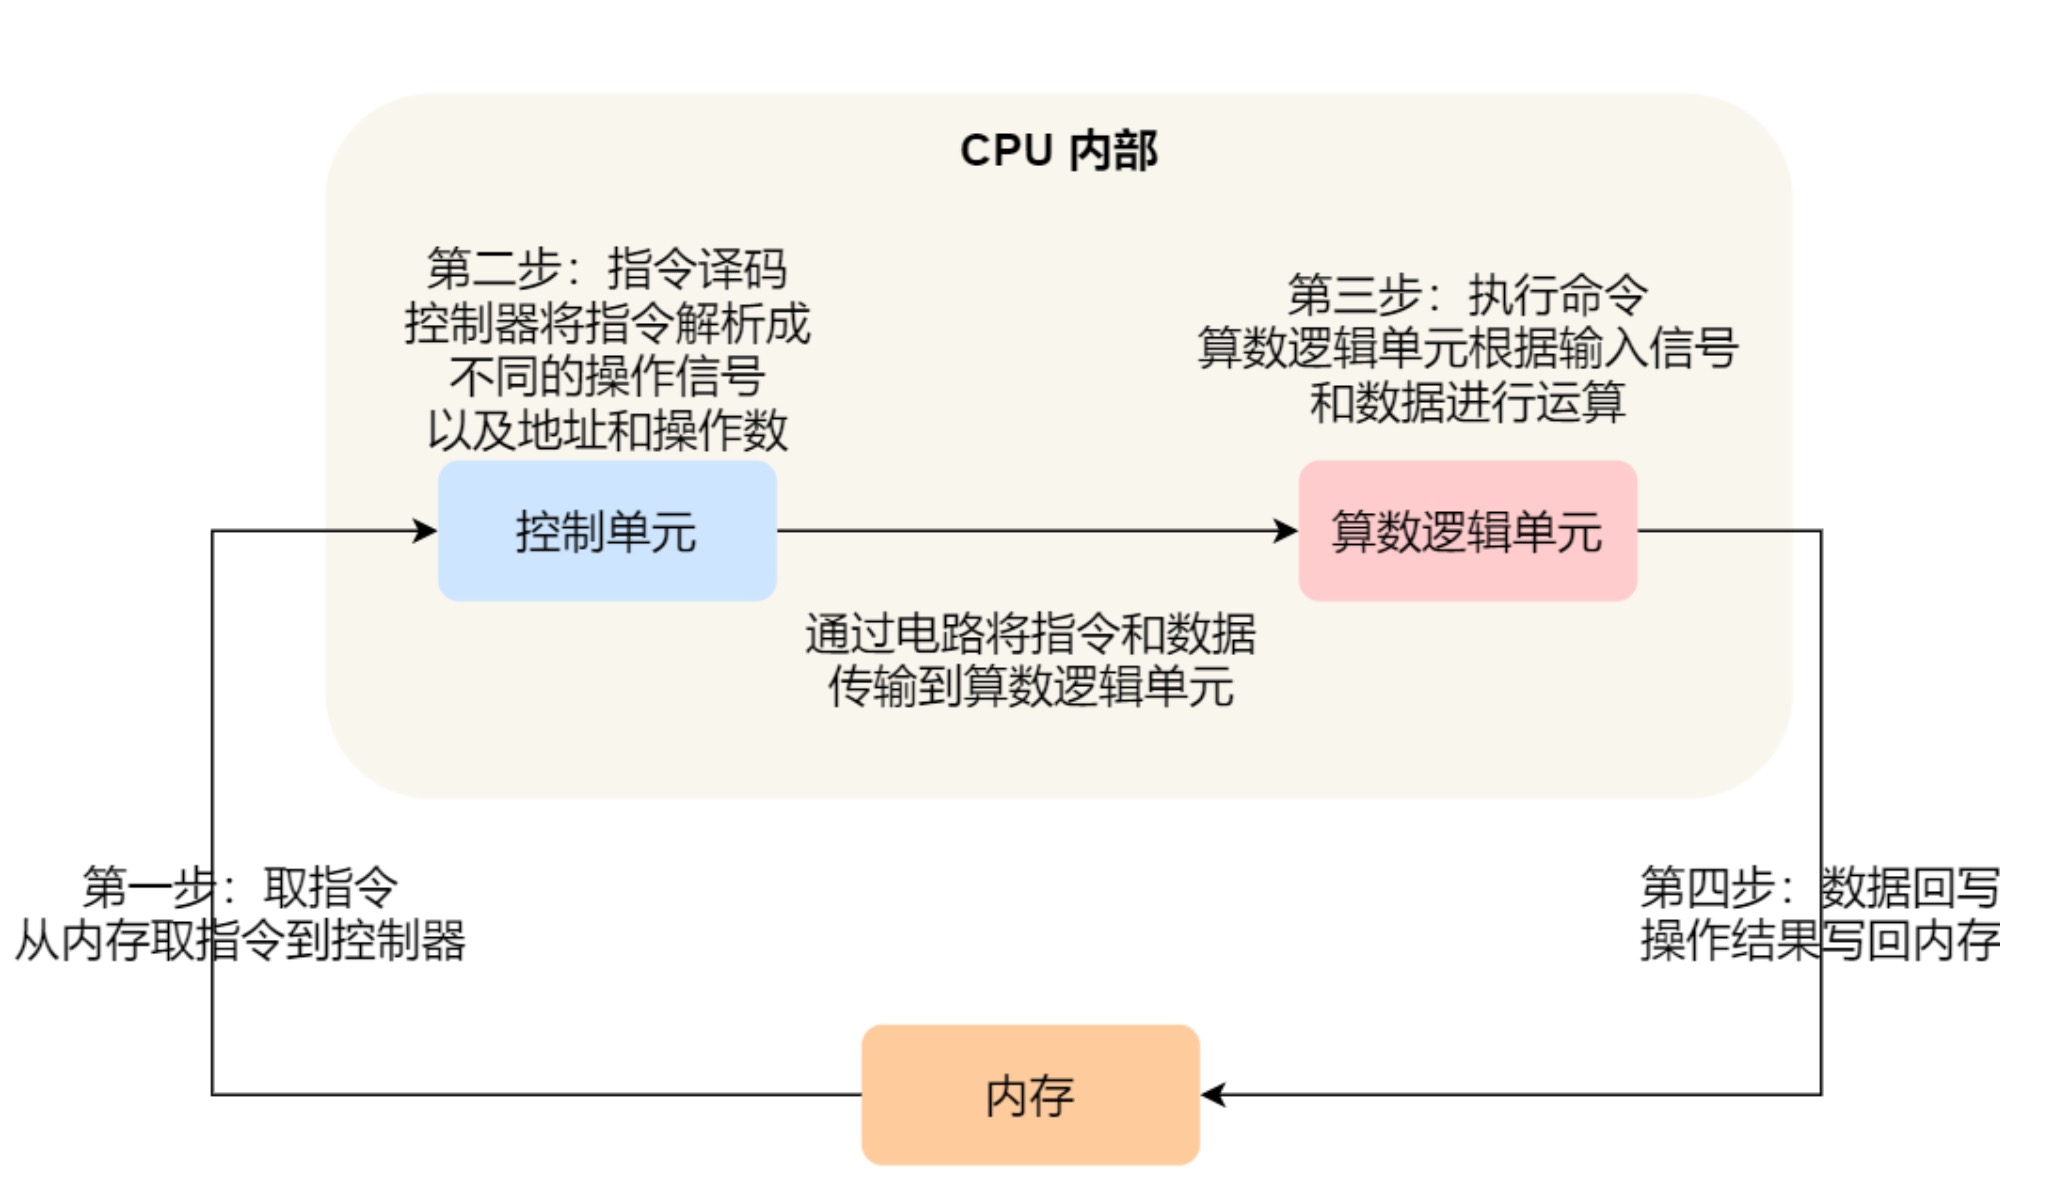 CPU 内部
第二步：指令译码
控制器将指令解析成
不同的操作信号
以及地址和操作数
第三步：执行命令
算数逻辑单元根据输入信号
和数据进行运算
控制单元
算数逻辑单元
通过电路将指令和数据
传输到算数逻辑单元
第一步：取指令
从内存取指令到控制器
第四步：数据回写
操作结果写回内存
内存